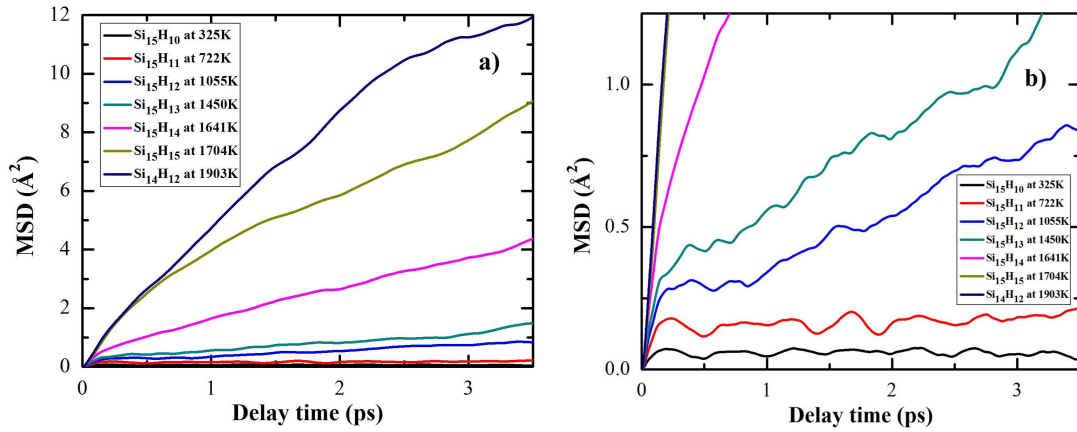 12
10
8
6
4
2
0
MSD (Å²)
Si₁₅H₁₀ at 325K
Si₁₅H₁₁ at 722K
Si₁₅H₁₂ at 1055K
Si₁₅H₁₃ at 1450K
Si₁₅H₁₄ at 1641K
Si₁₅H₁₅ at 1704K
Si₁₄H₁₂ at 1903K
a)
0 1 2 3
Delay time (ps)
1.0
0.5
0.0
MSD (Å²)
b)
Si₁₅H₁₀ at 325K
Si₁₅H₁₁ at 722K
Si₁₅H₁₂ at 1055K
Si₁₅H₁₃ at 1450K
Si₁₅H₁₄ at 1641K
Si₁₅H₁₅ at 1704K
Si₁₄H₁₂ at 1903K
0 1 2 3
Delay time (ps)